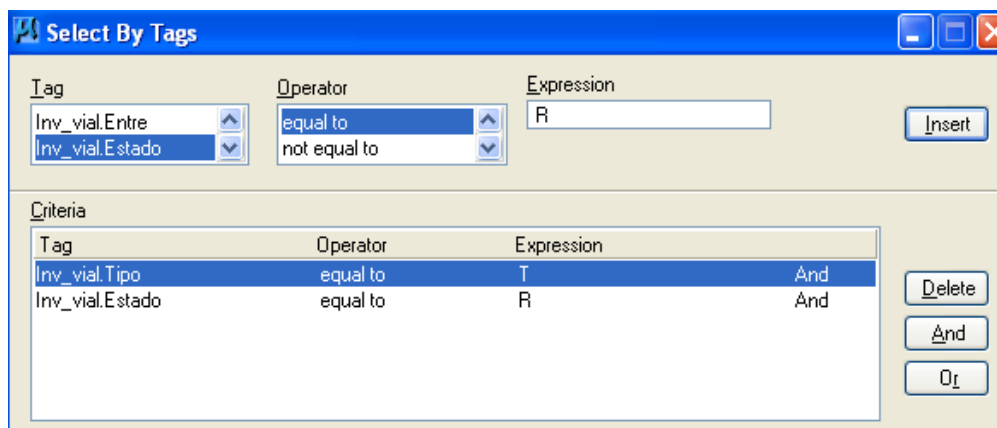 Select By Tags
Tag Operator Expression
Inv_vial.Entre equal to R Insert
Inv_vial.Estado not equal to
Criteria
Tag Operator Expression
Inv_vial.Tipo equal to T And
Inv_vial.Estado equal to R And
Delete
And
Or